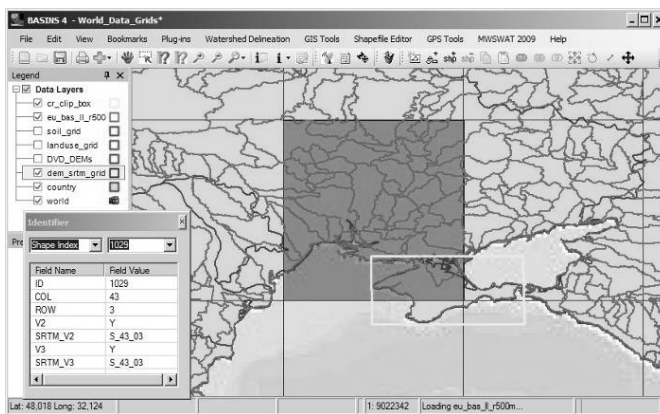 BASINS 4 - World_Data_Grids*
File Edit View Bookmarks Plug-ins Watershed Delineation GIS Tools Shapefile Editor GPS Tools MWSWAT 2009 Help
Legend
Data Layers
cr_clip_box
eu_bas_ll_r500
soil_grid
landuse_grid
DVD_DEMs
dem_srtm_grid
country
world
Identifier
Shape Index 1029
Field Name Field Value
ID 1029
COL 43
ROW 3
V2 Y
SRTM_V2 S_43_03
V3 Y
SRTM_V3 S_43_03
Lat: 48,018 Long: 32,124 1: 9022342 Loading eu_bas_ll_r500m...